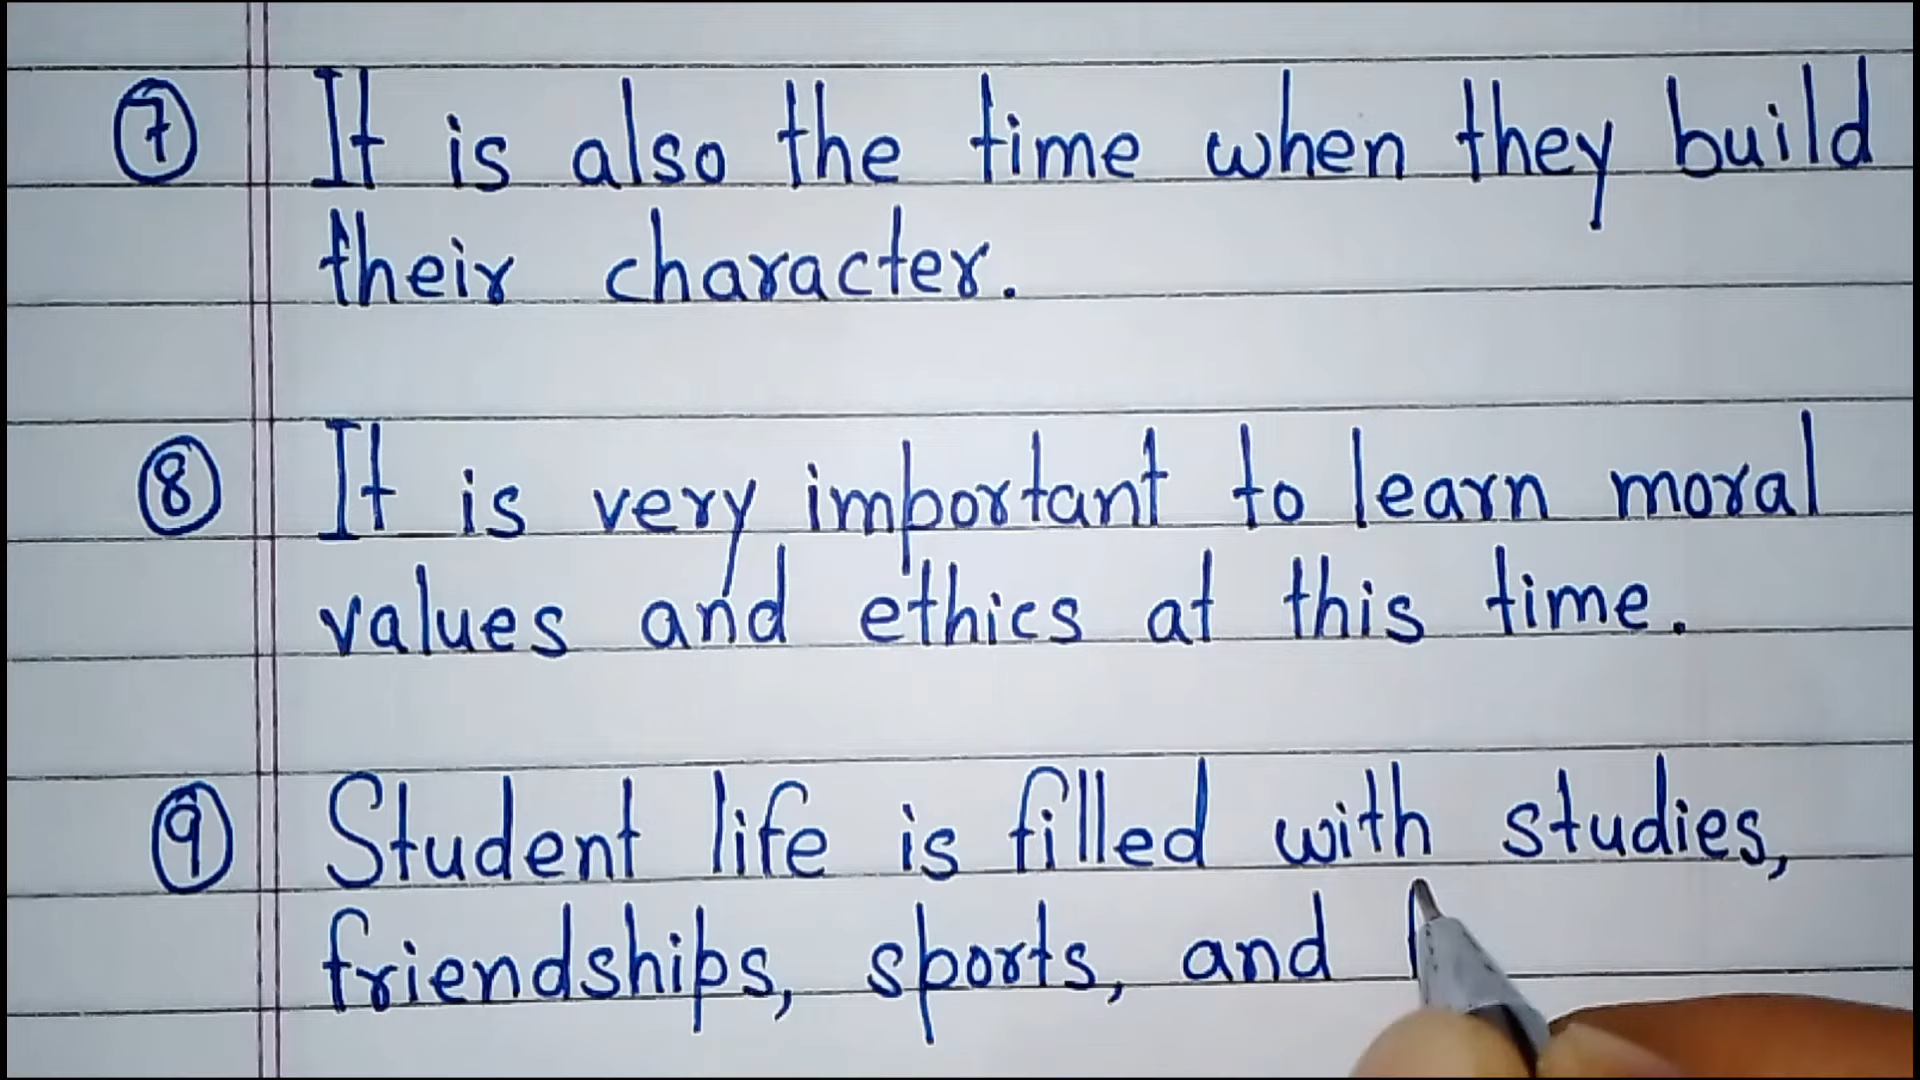 7 It is also the time when they build
their character.
8 It is very important to learn moral
values and ethics at this time.
9 Student life is filled with studies,
friendships, sports, and